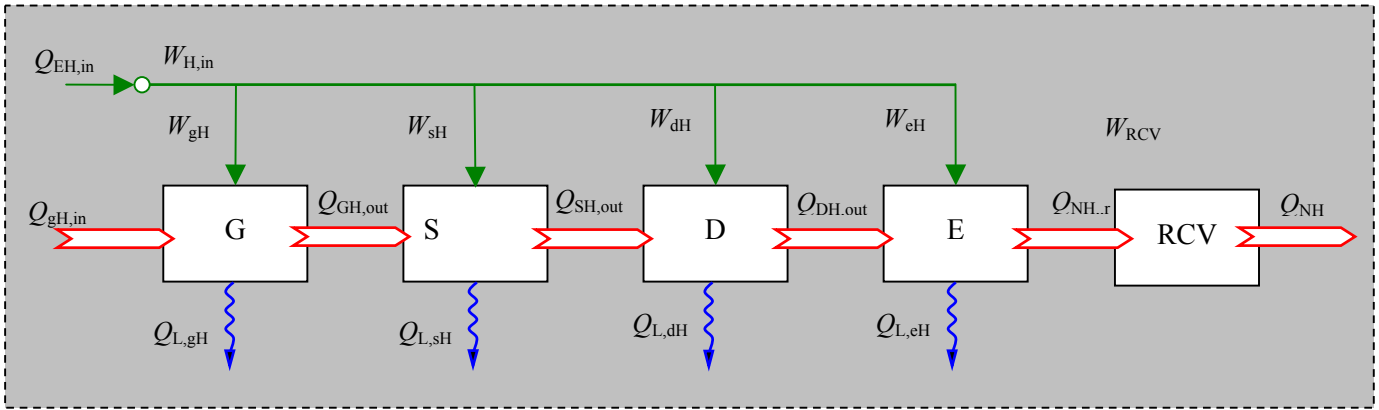 QEH,in
WH,in
WgH
WsH
WdH
WeH
WRCV
QgH,in
G
QGH,out
S
QSH,out
D
QDH.out
E
QNH..r
RCV
QNH
QL,gH
QL,sH
QL,dH
QL,eH